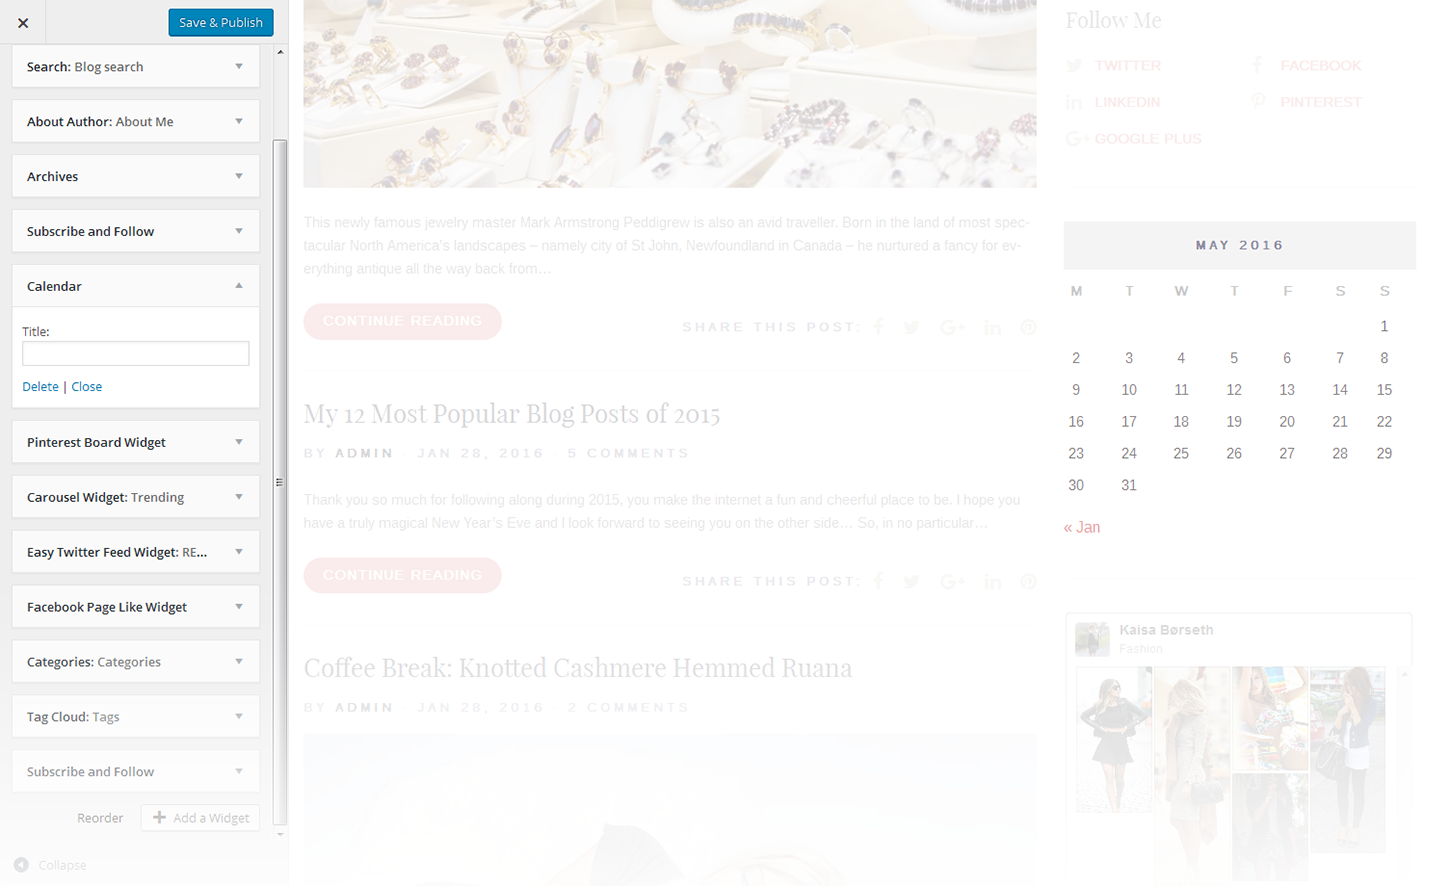 Save & Publish
Search: Blog search
About Author: About Me
Archives
Subscribe and Follow
Calendar
Title:
Delete | Close
Pinterest Board Widget
Carousel Widget: Trending
Easy Twitter Feed Widget: RE...
Facebook Page Like Widget
Categories: Categories
Tag Cloud: Tags
Subscribe and Follow
Reorder
Add a Widget
Collapse
This newly famous jewelry master Mark Armstrong Peddigrew is also an avid traveller. Born in the land of most spec-
tacular North America's landscapes – namely city of St John, Newfoundland in Canada – he nurtured a fancy for ev-
erything antique all the way back from…
CONTINUE READING
SHARE THIS POST:
My 12 Most Popular Blog Posts of 2015
BY ADMIN · JAN 28, 2016 · 5 COMMENTS
Thank you so much for following along during 2015, you make the internet a fun and cheerful place to be. I hope you
have a truly magical New Year's Eve and I look forward to seeing you on the other side… So, in no particular…
CONTINUE READING
SHARE THIS POST:
Coffee Break: Knotted Cashmere Hemmed Ruana
BY ADMIN · JAN 28, 2016 · 2 COMMENTS
Follow Me
TWITTER
FACEBOOK
LINKEDIN
PINTEREST
GOOGLE PLUS
MAY 2016
M T W T F S S
1
2 3 4 5 6 7 8
9 10 11 12 13 14 15
16 17 18 19 20 21 22
23 24 25 26 27 28 29
30 31
« Jan
Kaisa Børseth
Fashion